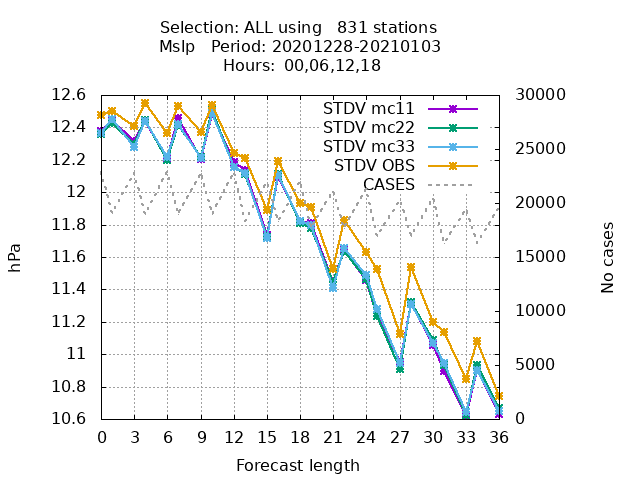 Selection: ALL using   831 stations
Mslp   Period: 20201228-20210103
Hours: 00,06,12,18
STDV mc11
STDV mc22
STDV mc33
STDV OBS
CASES
hPa
12.6
12.4
12.2
12
11.8
11.6
11.4
11.2
11
10.8
10.6
30000
25000
20000
15000
10000
5000
0
No cases
0 3 6 9 12 15 18 21 24 27 30 33 36
Forecast length